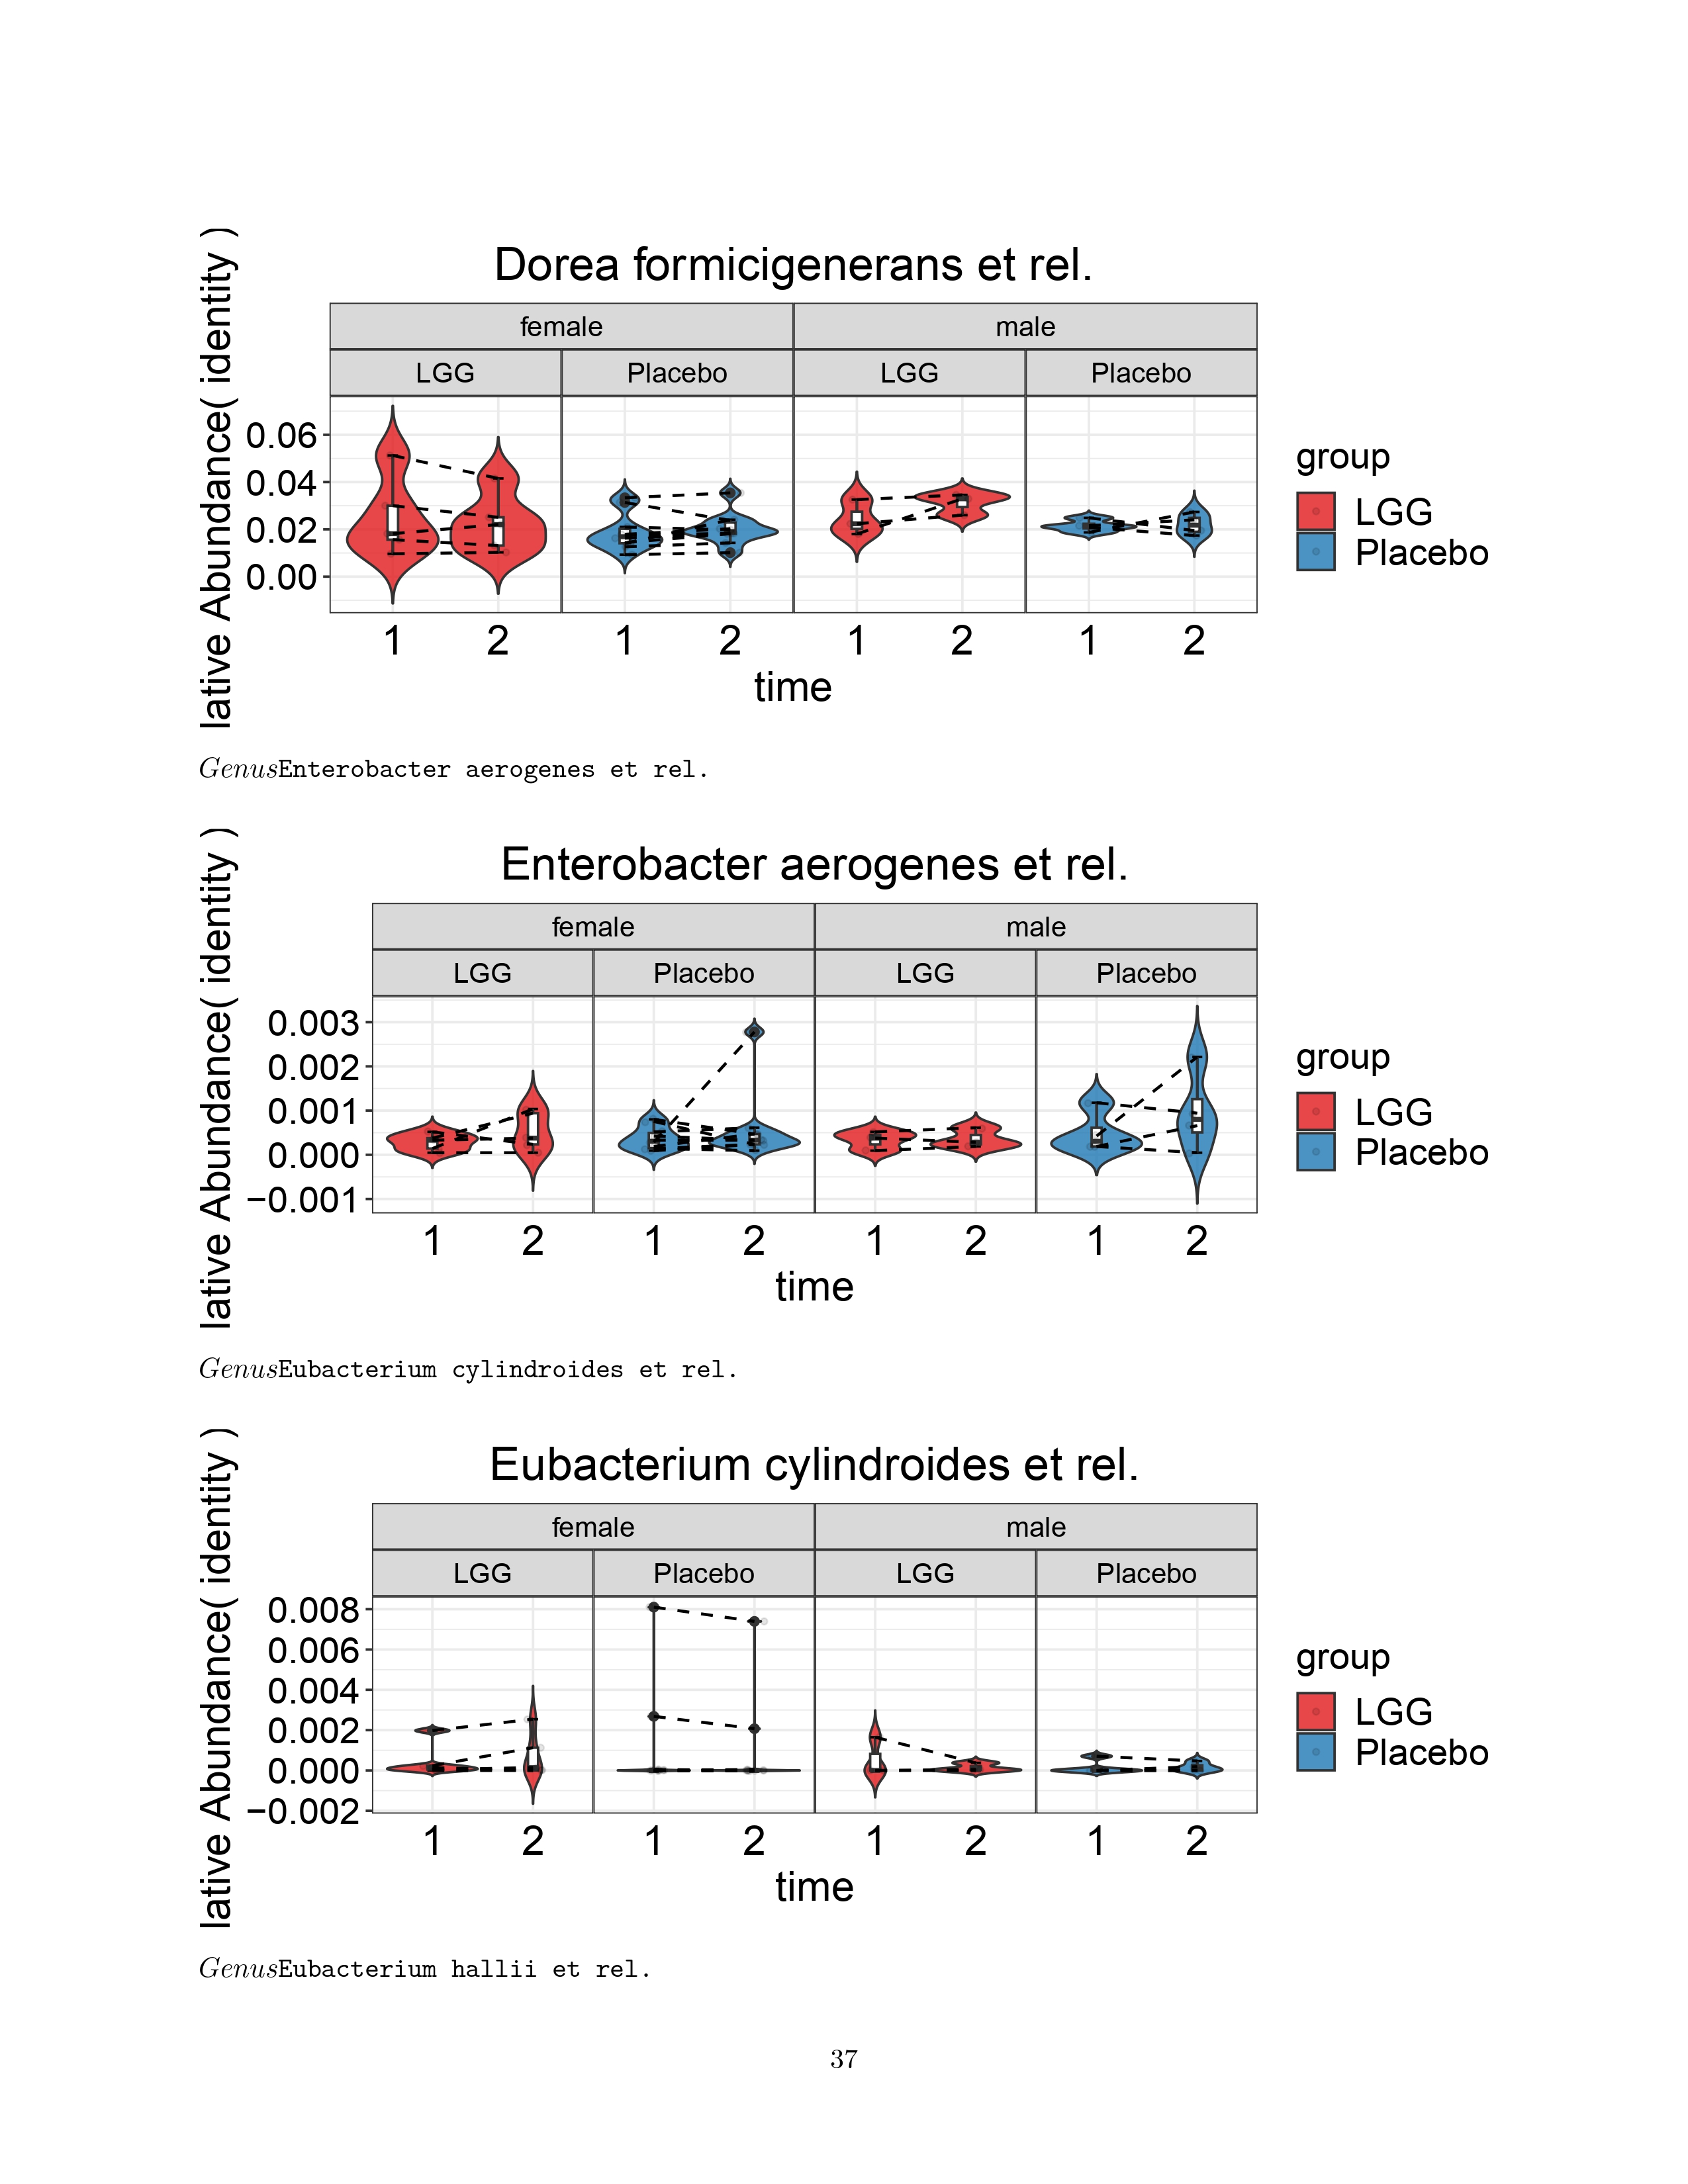 Dorea formicigenerans et rel.
female male
LGG Placebo LGG Placebo
lative Abundance( identity )
0.06
0.04
0.02
0.00
1 2 1 2 1 2 1 2
time
group
LGG
Placebo
GenusEnterobacter aerogenes et rel.
Enterobacter aerogenes et rel.
female male
LGG Placebo LGG Placebo
lative Abundance( identity )
0.003
0.002
0.001
0.000
−0.001
1 2 1 2 1 2 1 2
time
group
LGG
Placebo
GenusEubacterium cylindroides et rel.
Eubacterium cylindroides et rel.
female male
LGG Placebo LGG Placebo
lative Abundance( identity )
0.008
0.006
0.004
0.002
0.000
−0.002
1 2 1 2 1 2 1 2
time
group
LGG
Placebo
GenusEubacterium hallii et rel.
37